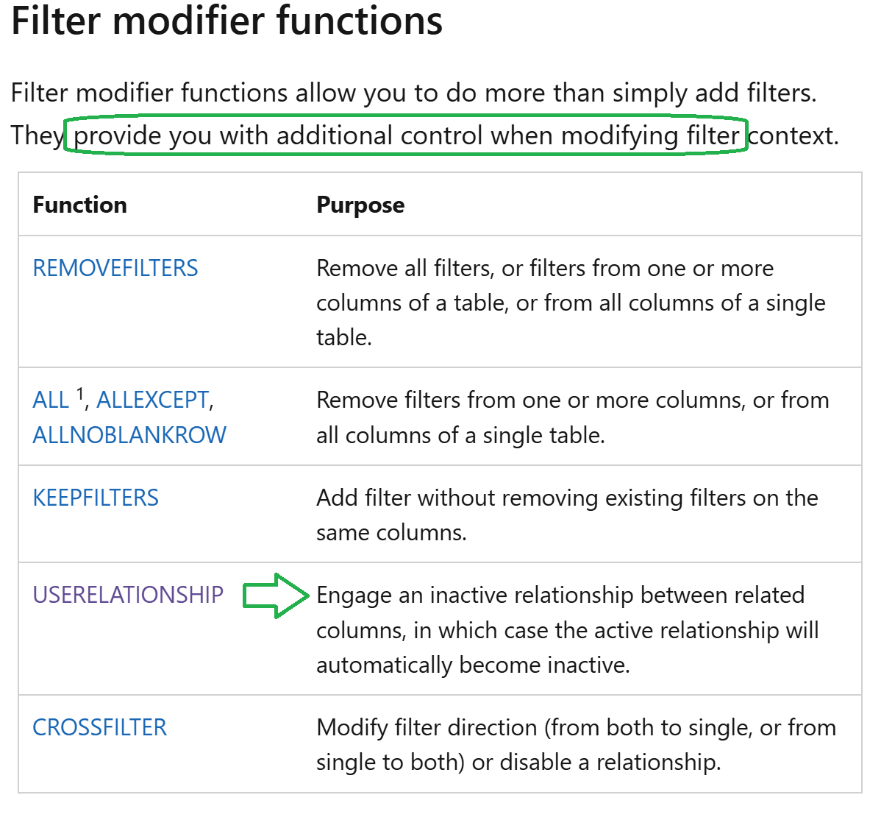 Filter modifier functions
Filter modifier functions allow you to do more than simply add filters.
They provide you with additional control when modifying filter context.
Function Purpose
REMOVEFILTERS Remove all filters, or filters from one or more
columns of a table, or from all columns of a single
table.
ALL 1, ALLEXCEPT, Remove filters from one or more columns, or from
ALLNOBLANKROW all columns of a single table.
KEEPFILTERS Add filter without removing existing filters on the
same columns.
USERELATIONSHIP Engage an inactive relationship between related
columns, in which case the active relationship will
automatically become inactive.
CROSSFILTER Modify filter direction (from both to single, or from
single to both) or disable a relationship.